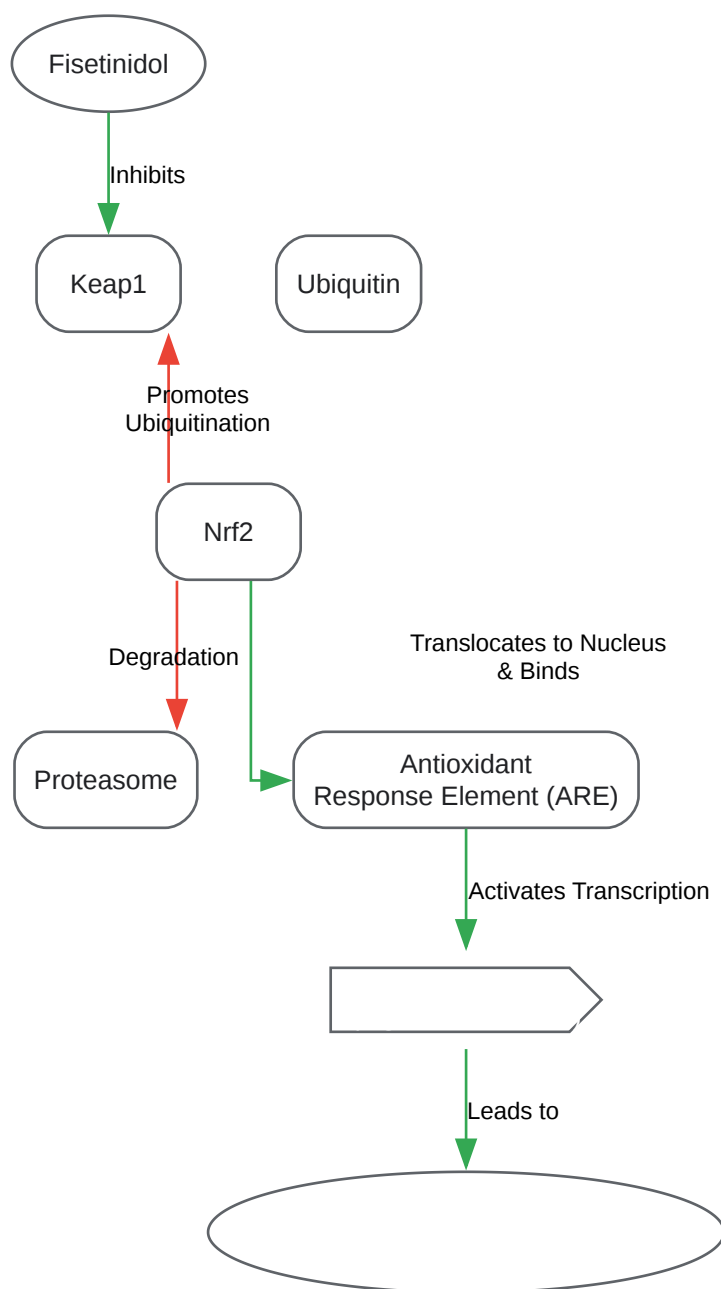 Fisetinidol
Inhibits
Keap1
Ubiquitin
Promotes
Ubiquitination
Nrf2
Degradation
Translocates to Nucleus
& Binds
Proteasome
Antioxidant
Response Element (ARE)
Activates Transcription
Leads to